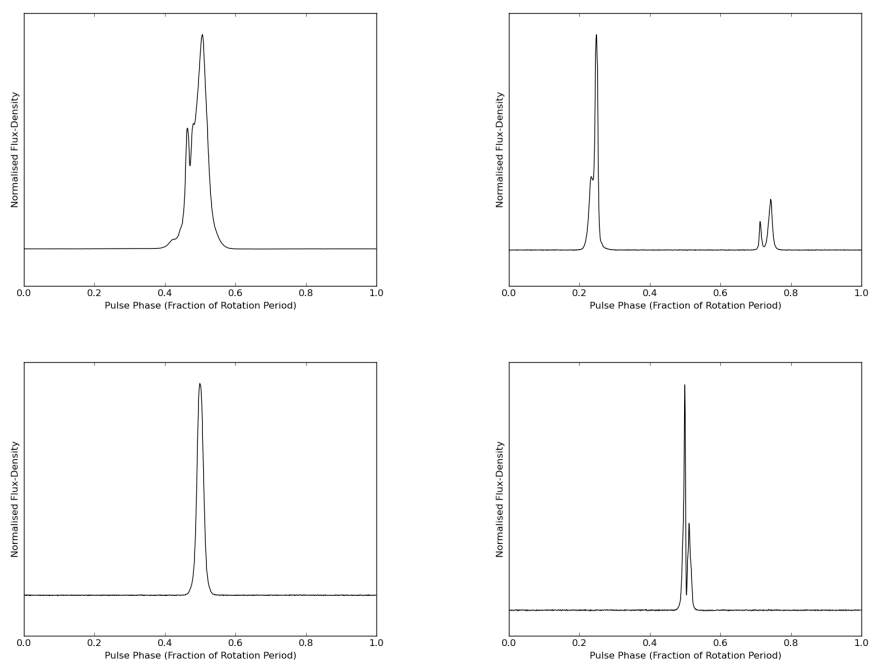 Normalised Flux-Density
0.0 0.2 0.4 0.6 0.8 1.0
Pulse Phase (Fraction of Rotation Period)
Normalised Flux-Density
0.0 0.2 0.4 0.6 0.8 1.0
Pulse Phase (Fraction of Rotation Period)
Normalised Flux-Density
0.0 0.2 0.4 0.6 0.8 1.0
Pulse Phase (Fraction of Rotation Period)
Normalised Flux-Density
0.0 0.2 0.4 0.6 0.8 1.0
Pulse Phase (Fraction of Rotation Period)